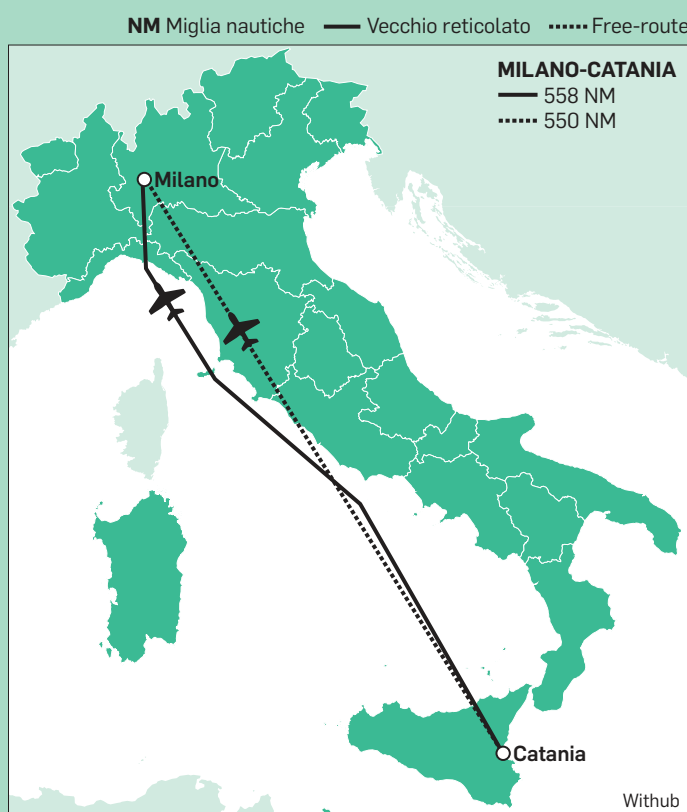 NM Miglia nautiche Vecchio reticolato Free-route
MILANO-CATANIA
558 NM
550 NM
Milano
Catania
Withub